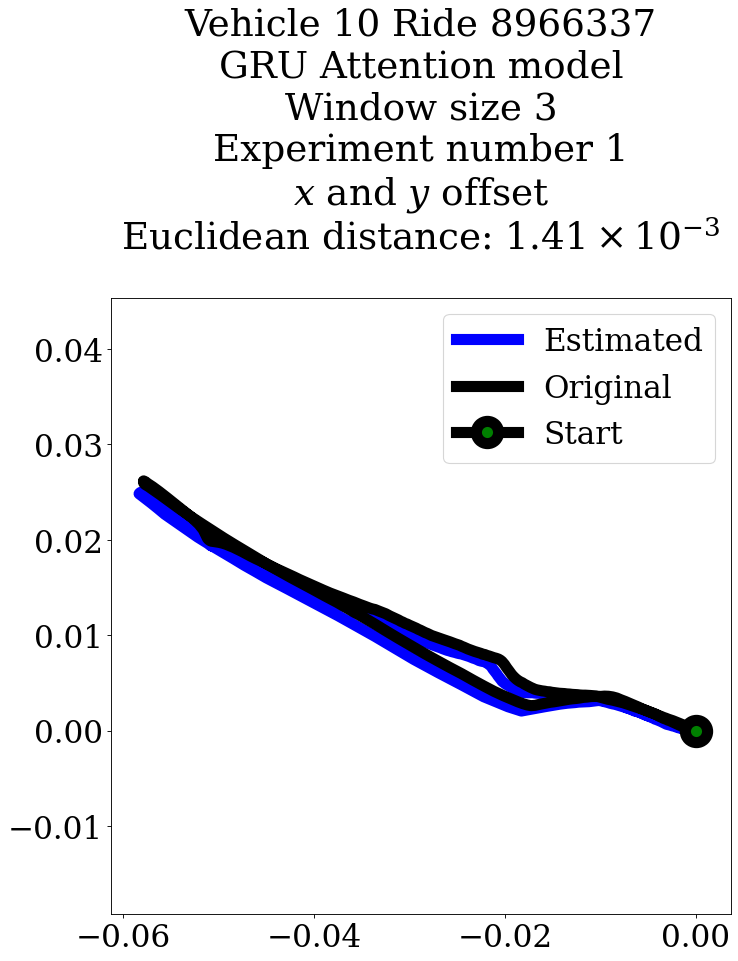 Vehicle 10 Ride 8966337
GRU Attention model
Window size 3
Experiment number 1
x and y offset
Euclidean distance: 1.41 × 10⁻³
Estimated
Original
Start
0.04
0.03
0.02
0.01
0.00
−0.01
−0.06
−0.04
−0.02
0.00